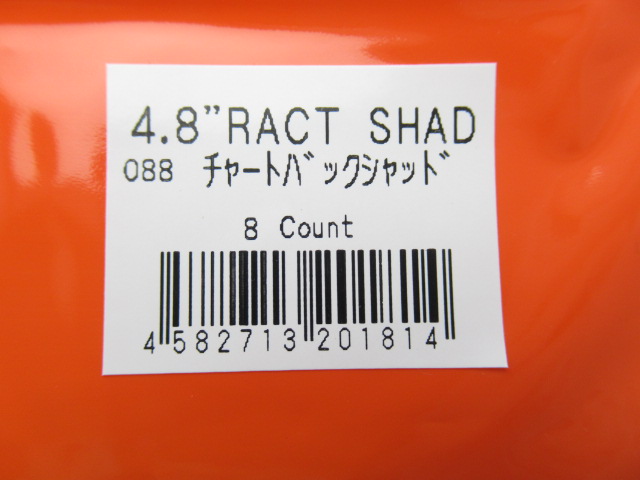 4.8”RACT SHAD
088 ﾁｬｰﾄﾊﾞｯｸｼｬｯﾄﾞ
8 Count
4 582713 201814